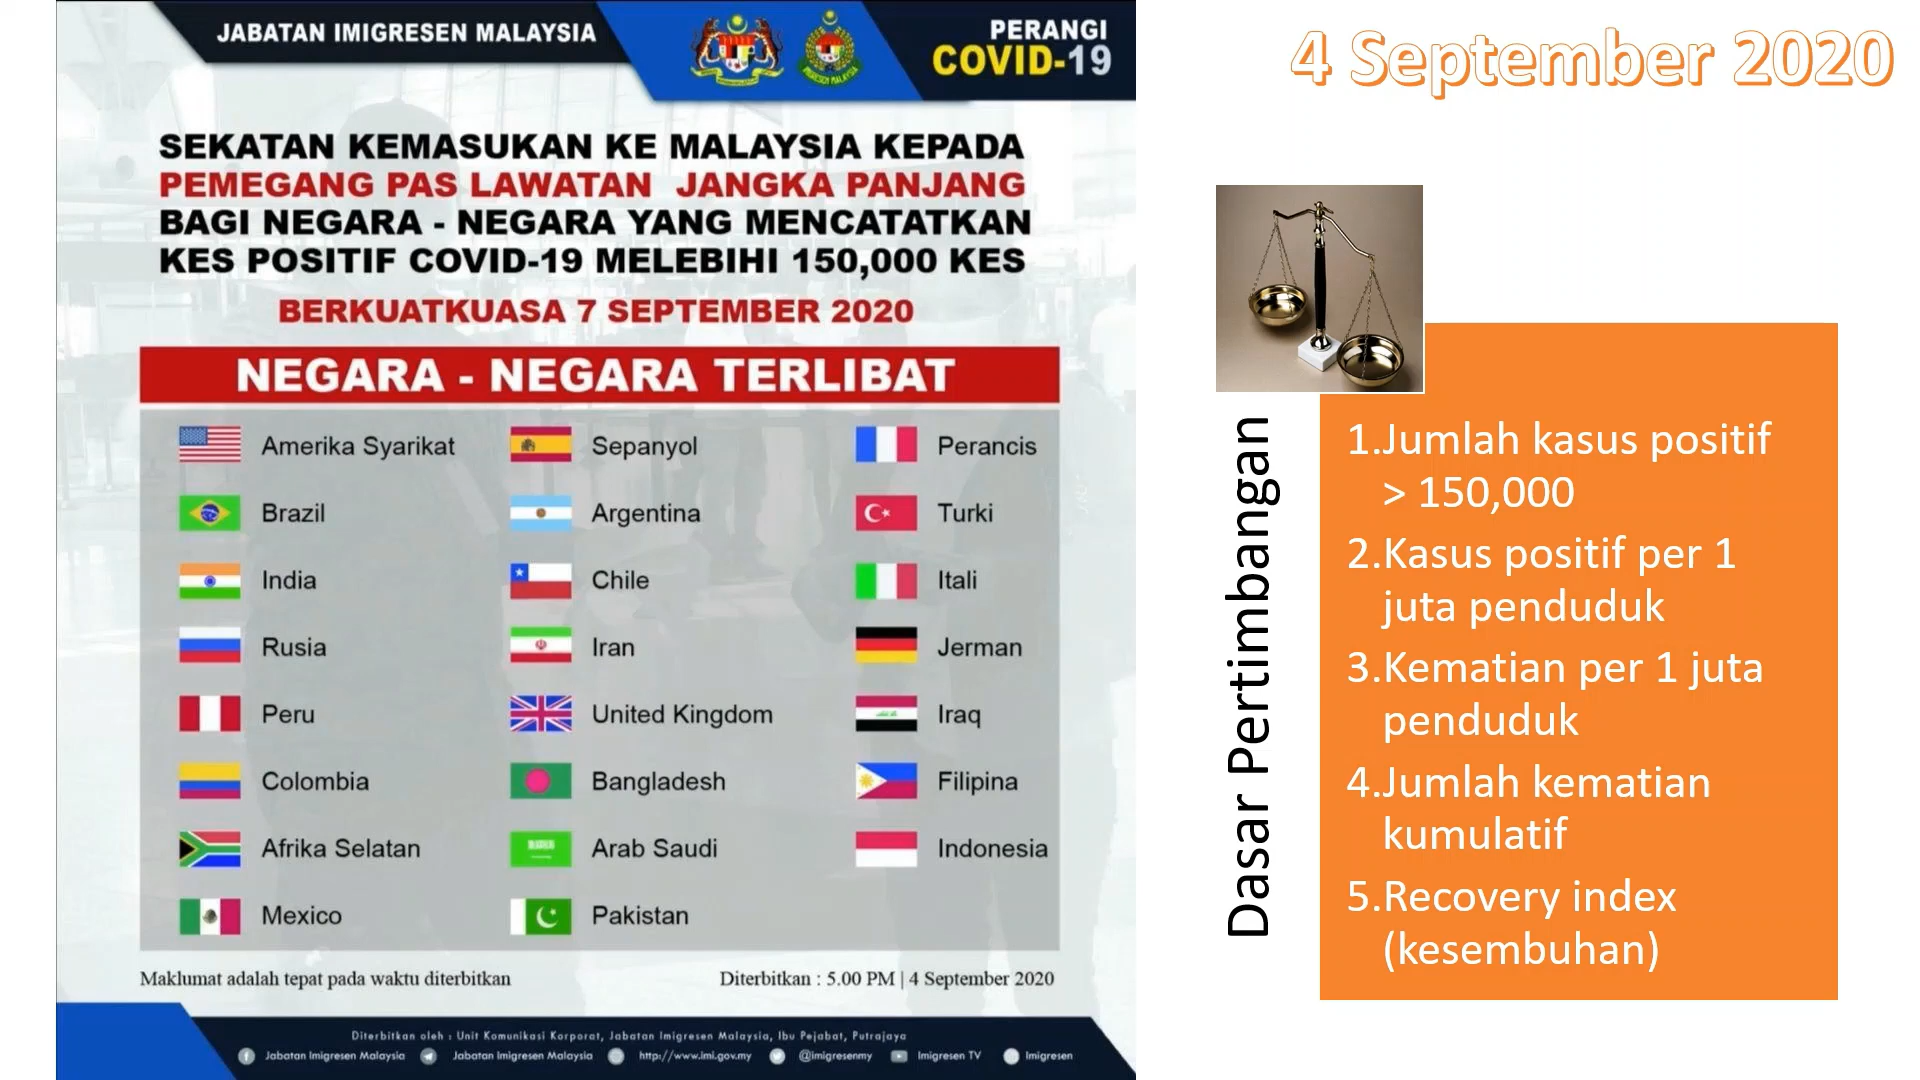 JABATAN IMIGRESEN MALAYSIA
PERANGI
COVID-19
SEKATAN KEMASUKAN KE MALAYSIA KEPADA
PEMEGANG PAS LAWATAN JANGKA PANJANG
BAGI NEGARA - NEGARA YANG MENCATATKAN
KES POSITIF COVID-19 MELEBIHI 150,000 KES
BERKUATKUASA 7 SEPTEMBER 2020
NEGARA - NEGARA TERLIBAT
Amerika Syarikat
Brazil
India
Rusia
Peru
Colombia
Afrika Selatan
Mexico
Sepanyol
Argentina
Chile
Iran
United Kingdom
Bangladesh
Arab Saudi
Pakistan
Perancis
Turki
Itali
Jerman
Iraq
Filipina
Indonesia
Maklumat adalah tepat pada waktu diterbitkan
Diterbitkan : 5.00 PM | 4 September 2020
Diterbitkan oleh : Unit Komunikasi Korporat, Jabatan Imigresen Malaysia, Ibu Pejabat, Putrajaya
Jabatan Imigresen Malaysia
Jabatan Imigresen Malaysia
http://www.imi.gov.my
@imigresenmy
Imigresen TV
Imigresen
4 September 2020
Dasar Pertimbangan
1.Jumlah kasus positif
> 150,000
2.Kasus positif per 1
juta penduduk
3.Kematian per 1 juta
penduduk
4.Jumlah kematian
kumulatif
5.Recovery index
(kesembuhan)